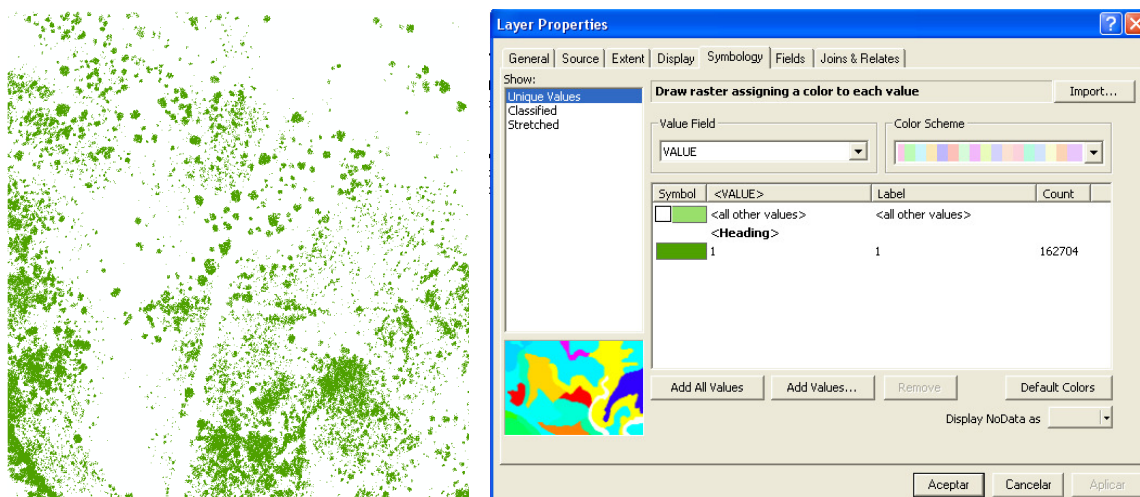 Layer Properties
General Source Extent Display Symbology Fields Joins & Relates
Show:
Unique Values
Classified
Stretched
Draw raster assigning a color to each value
Import...
Value Field
VALUE
Color Scheme
Symbol <VALUE> Label Count
<all other values> <all other values>
<Heading>
1 1 162704
Add All Values Add Values... Remove Default Colors
Display NoData as
Aceptar Cancelar Aplicar